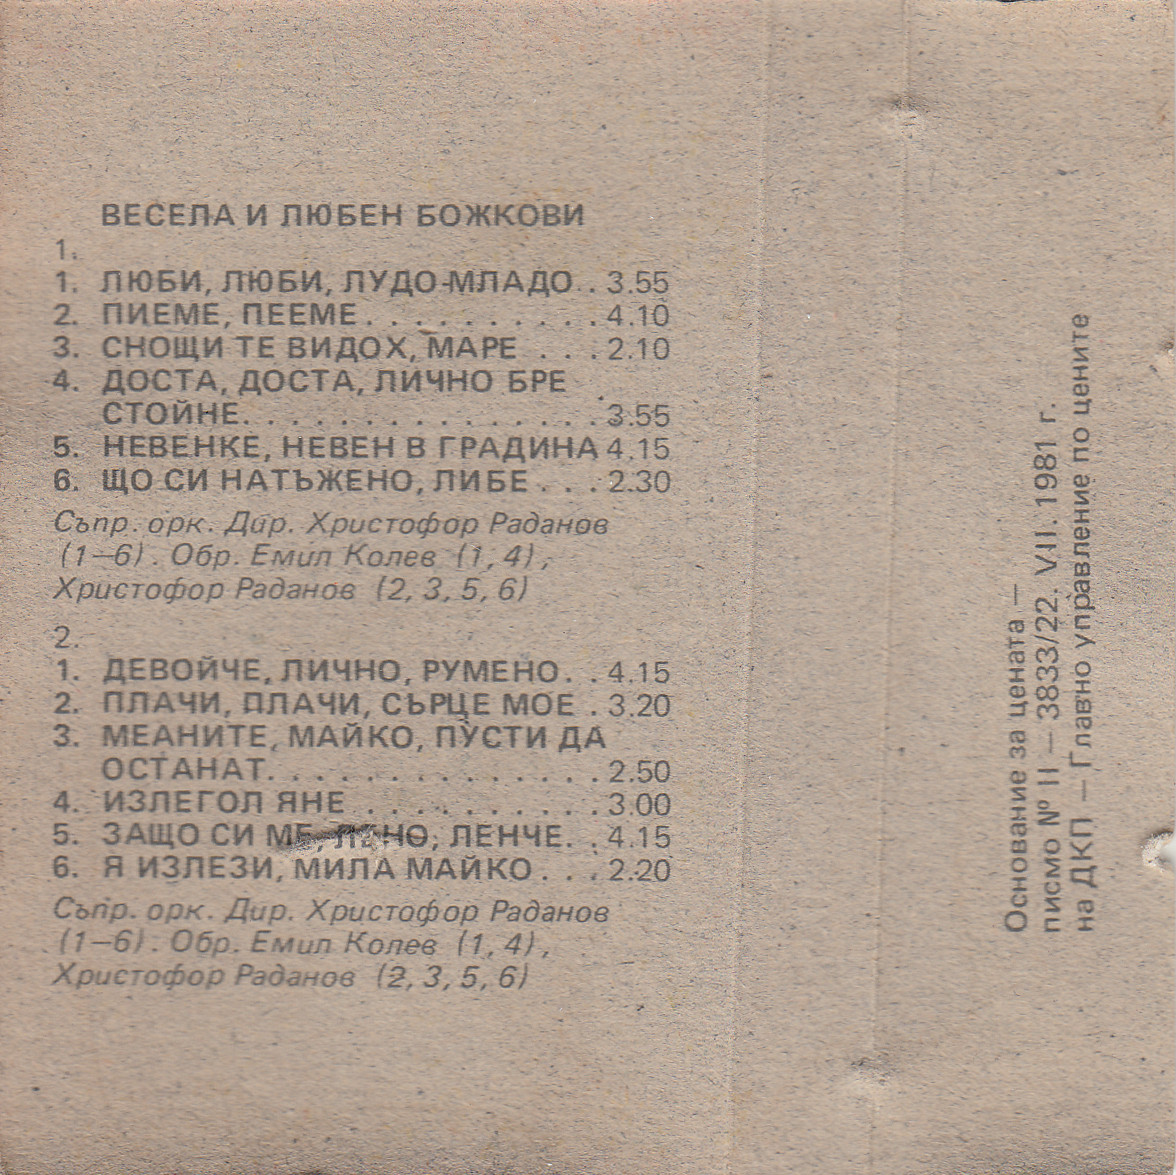 ВЕСЕЛА И ЛЮБЕН БОЖКОВИ
1.
1. ЛЮБИ, ЛЮБИ, ЛУДО-МЛАДО. . 3.55
2. ПИЕМЕ, ПЕЕМЕ. . . . . . . . . . 4.10
3. СНОЩИ ТЕ ВИДОХ, МАРЕ . . . 2.10
4. ДОСТА, ДОСТА, ЛИЧНО БРЕ
СТОЙНЕ. . . . . . . . . . . . . . . 3.55
5. НЕВЕНКЕ, НЕВЕН В ГРАДИНА 4.15
6. ЩО СИ НАТЪЖЕНО, ЛИБЕ . . . 2.30
Съпр. орк. Дир. Христофор Раданов
(1–6). Обр. Емил Колев (1, 4),
Христофор Раданов (2, 3, 5, 6)
2.
1. ДЕВОЙЧЕ, ЛИЧНО, РУМЕНО. . 4.15
2. ПЛАЧИ, ПЛАЧИ, СЪРЦЕ МОЕ . 3.20
3. МЕАНИТЕ, МАЙКО, ПУСТИ ДА
ОСТАНАТ. . . . . . . . . . . . . . 2.50
4. ИЗЛЕГОЛ ЯНЕ . . . . . . . . . . 3.00
5. ЗАЩО СИ МЕ, ЛЕНО, ЛЕНЧЕ. . 4.15
6. Я ИЗЛЕЗИ, МИЛА МАЙКО . . . 2.20
Съпр. орк. Дир. Христофор Раданов
(1–6). Обр. Емил Колев (1, 4),
Христофор Раданов (2, 3, 5, 6)
Основание за цената —
писмо № II — 3833/22. VII. 1981 г.
на ДКП — Главно управление по цените